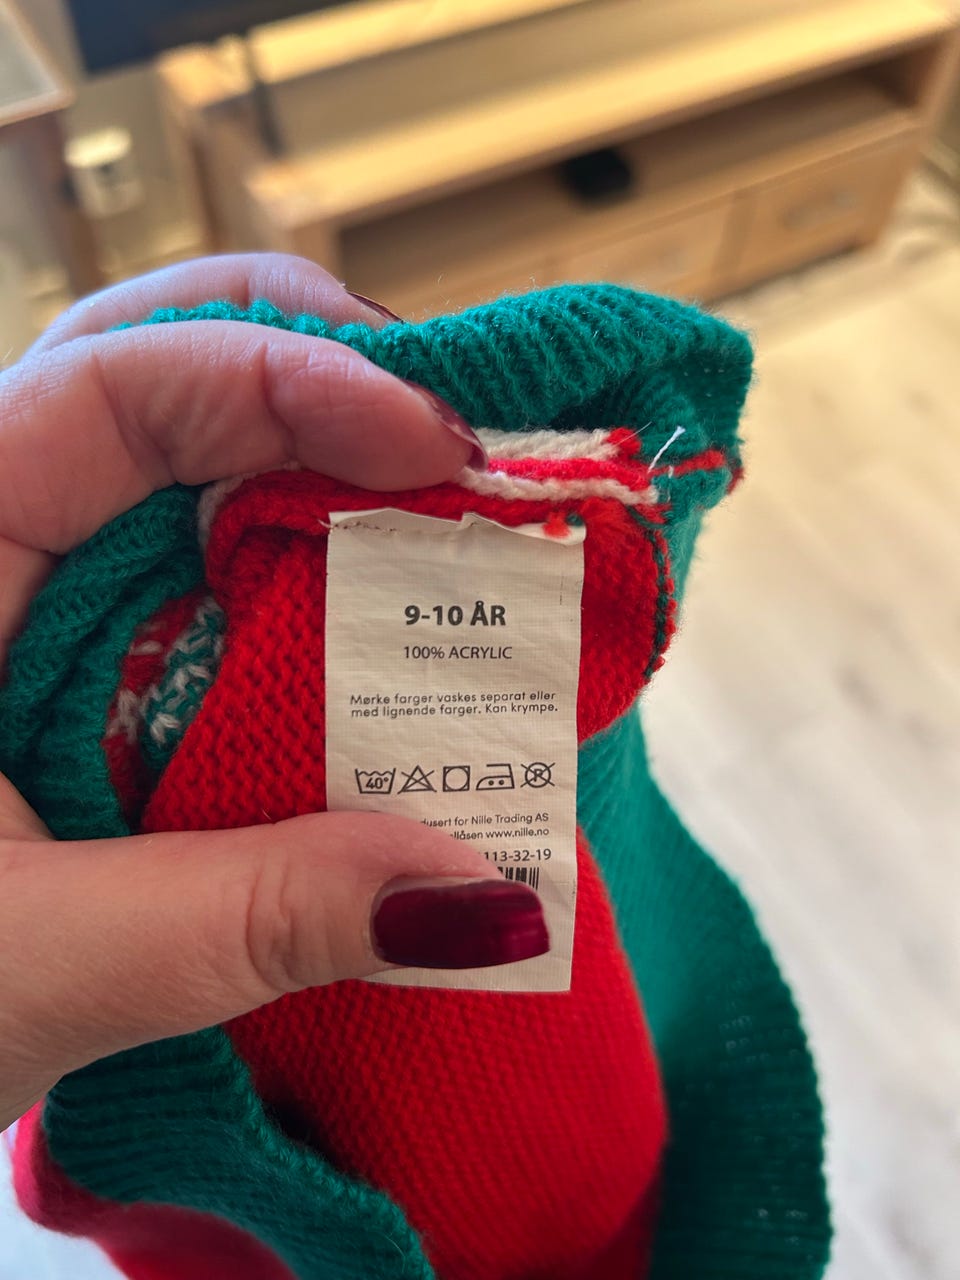 9-10 ÅR
100% ACRYLIC
Mørke farger vaskes separat eller
med lignende farger. Kan krympe.
40°
for Nille Trading AS
www.nille.no
113-32-19